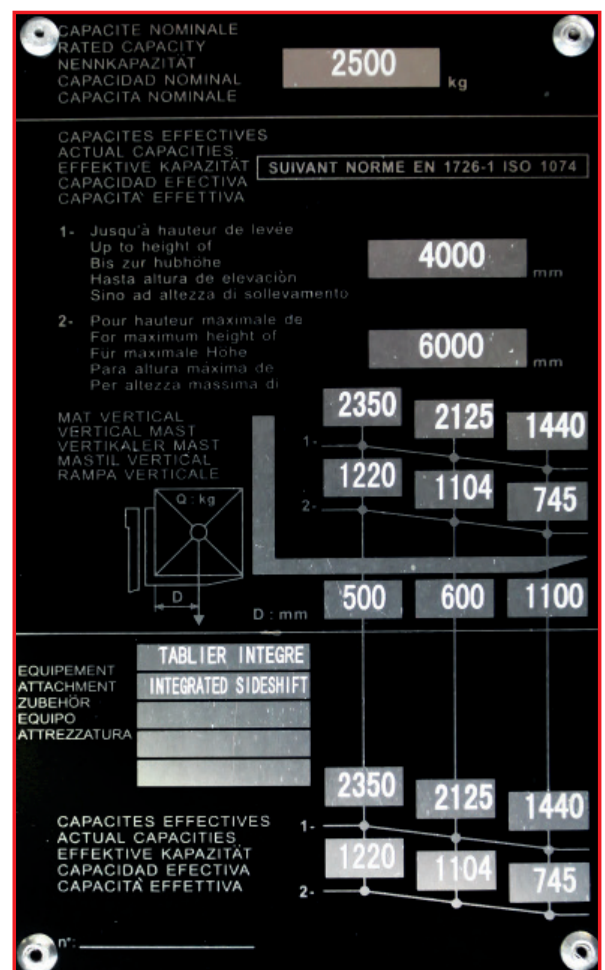 CAPACITE NOMINALE
RATED CAPACITY
NENNKAPAZITÄT
CAPACIDAD NOMINAL
CAPACITA NOMINALE
2500 kg
CAPACITES EFFECTIVES
ACTUAL CAPACITIES
EFFEKTIVE KAPAZITÄT
CAPACIDAD EFECTIVA
CAPACITA' EFFETTIVA
SUIVANT NORME EN 1726-1 ISO 1074
1- Jusqu'à hauteur de levée
Up to height of
Bis zur hubhöhe
Hasta altura de elevaciòn
Sino ad altezza di sollevamento
4000 mm
2- Pour hauteur maximale de
For maximum height of
Für maximale Höhe
Para altura màxima de
Per altezza massima di
6000 mm
MAT VERTICAL
VERTICAL MAST
VERTIKALER MAST
MASTIL VERTICAL
RAMPA VERTICALE
1- 2350 2125 1440
2- 1220 1104 745
Q : kg
D
D : mm 500 600 1100
EQUIPEMENT
ATTACHMENT
ZUBEHÖR
EQUIPO
ATTREZZATURA
TABLIER INTEGRE
INTEGRATED SIDESHIFT
CAPACITES EFFECTIVES
ACTUAL CAPACITIES
EFFEKTIVE KAPAZITÄT
CAPACIDAD EFECTIVA
CAPACITÀ EFFETTIVA
1- 2350 2125 1440
2- 1220 1104 745
n°: